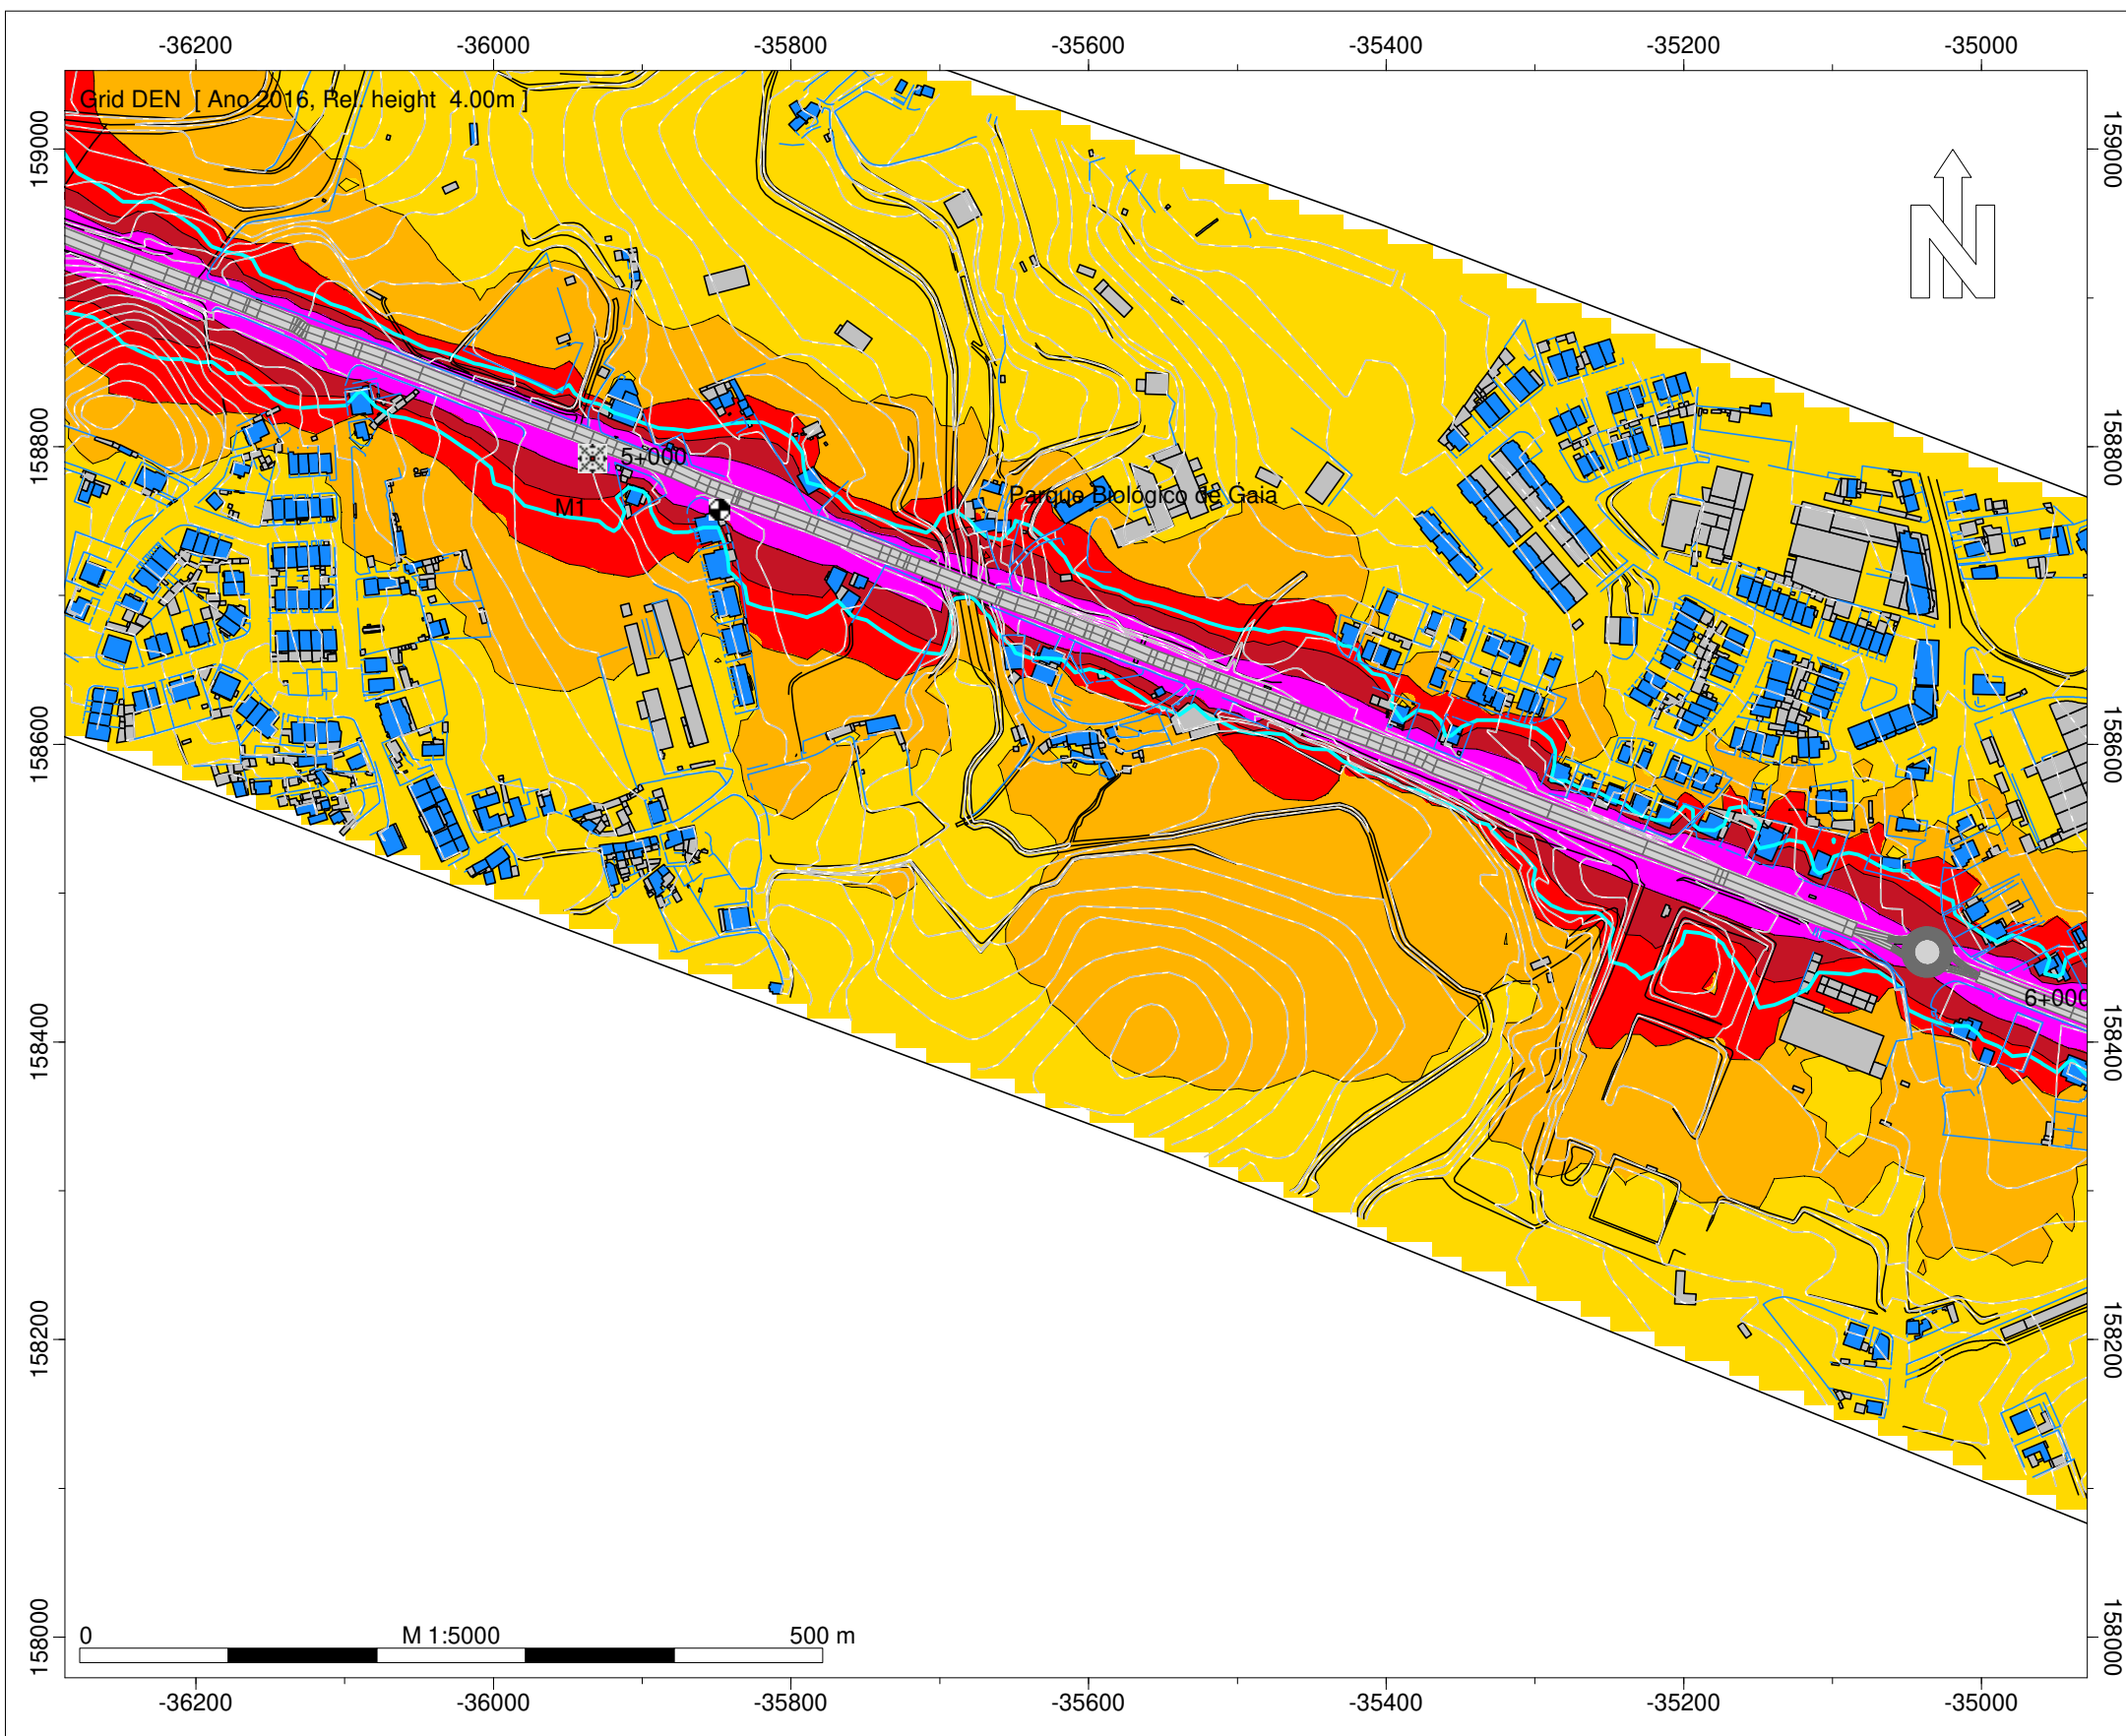 -36200 -36000 -35800 -35600 -35400 -35200 -35000
Grid DEN [ Ano 2016, Rel. height 4.00m ]
159000 159000
N
158800 158800
5+000
M1
Parque Biológico de Gaia
158600 158600
6+000
158400 158400
158200 158200
158000 158000
0 M 1:5000 500 m
-36200 -36000 -35800 -35600 -35400 -35200 -35000